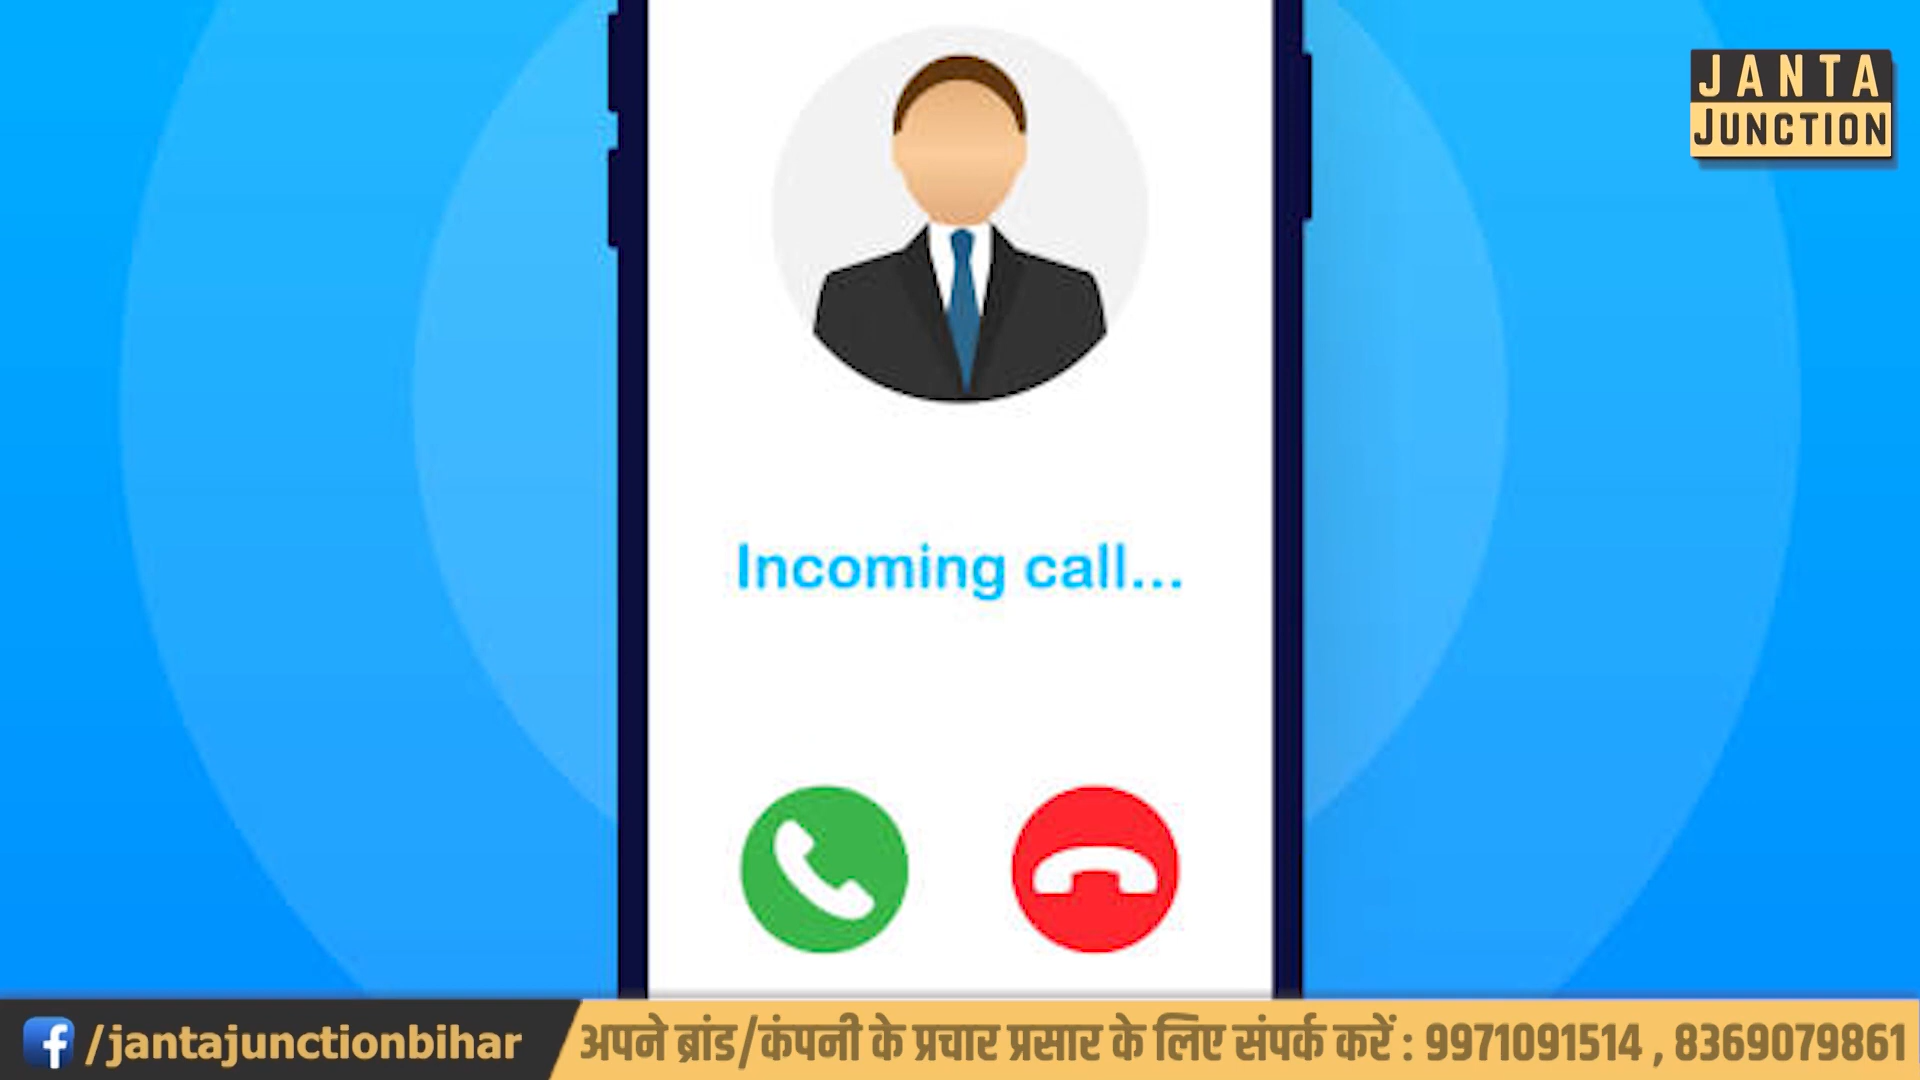 JANTA
JUNCTION
Incoming call...
/jantajunctionbihar
अपने ब्रांड/कंपनी के प्रचार प्रसार के लिए संपर्क करें : 9971091514 , 8369079861